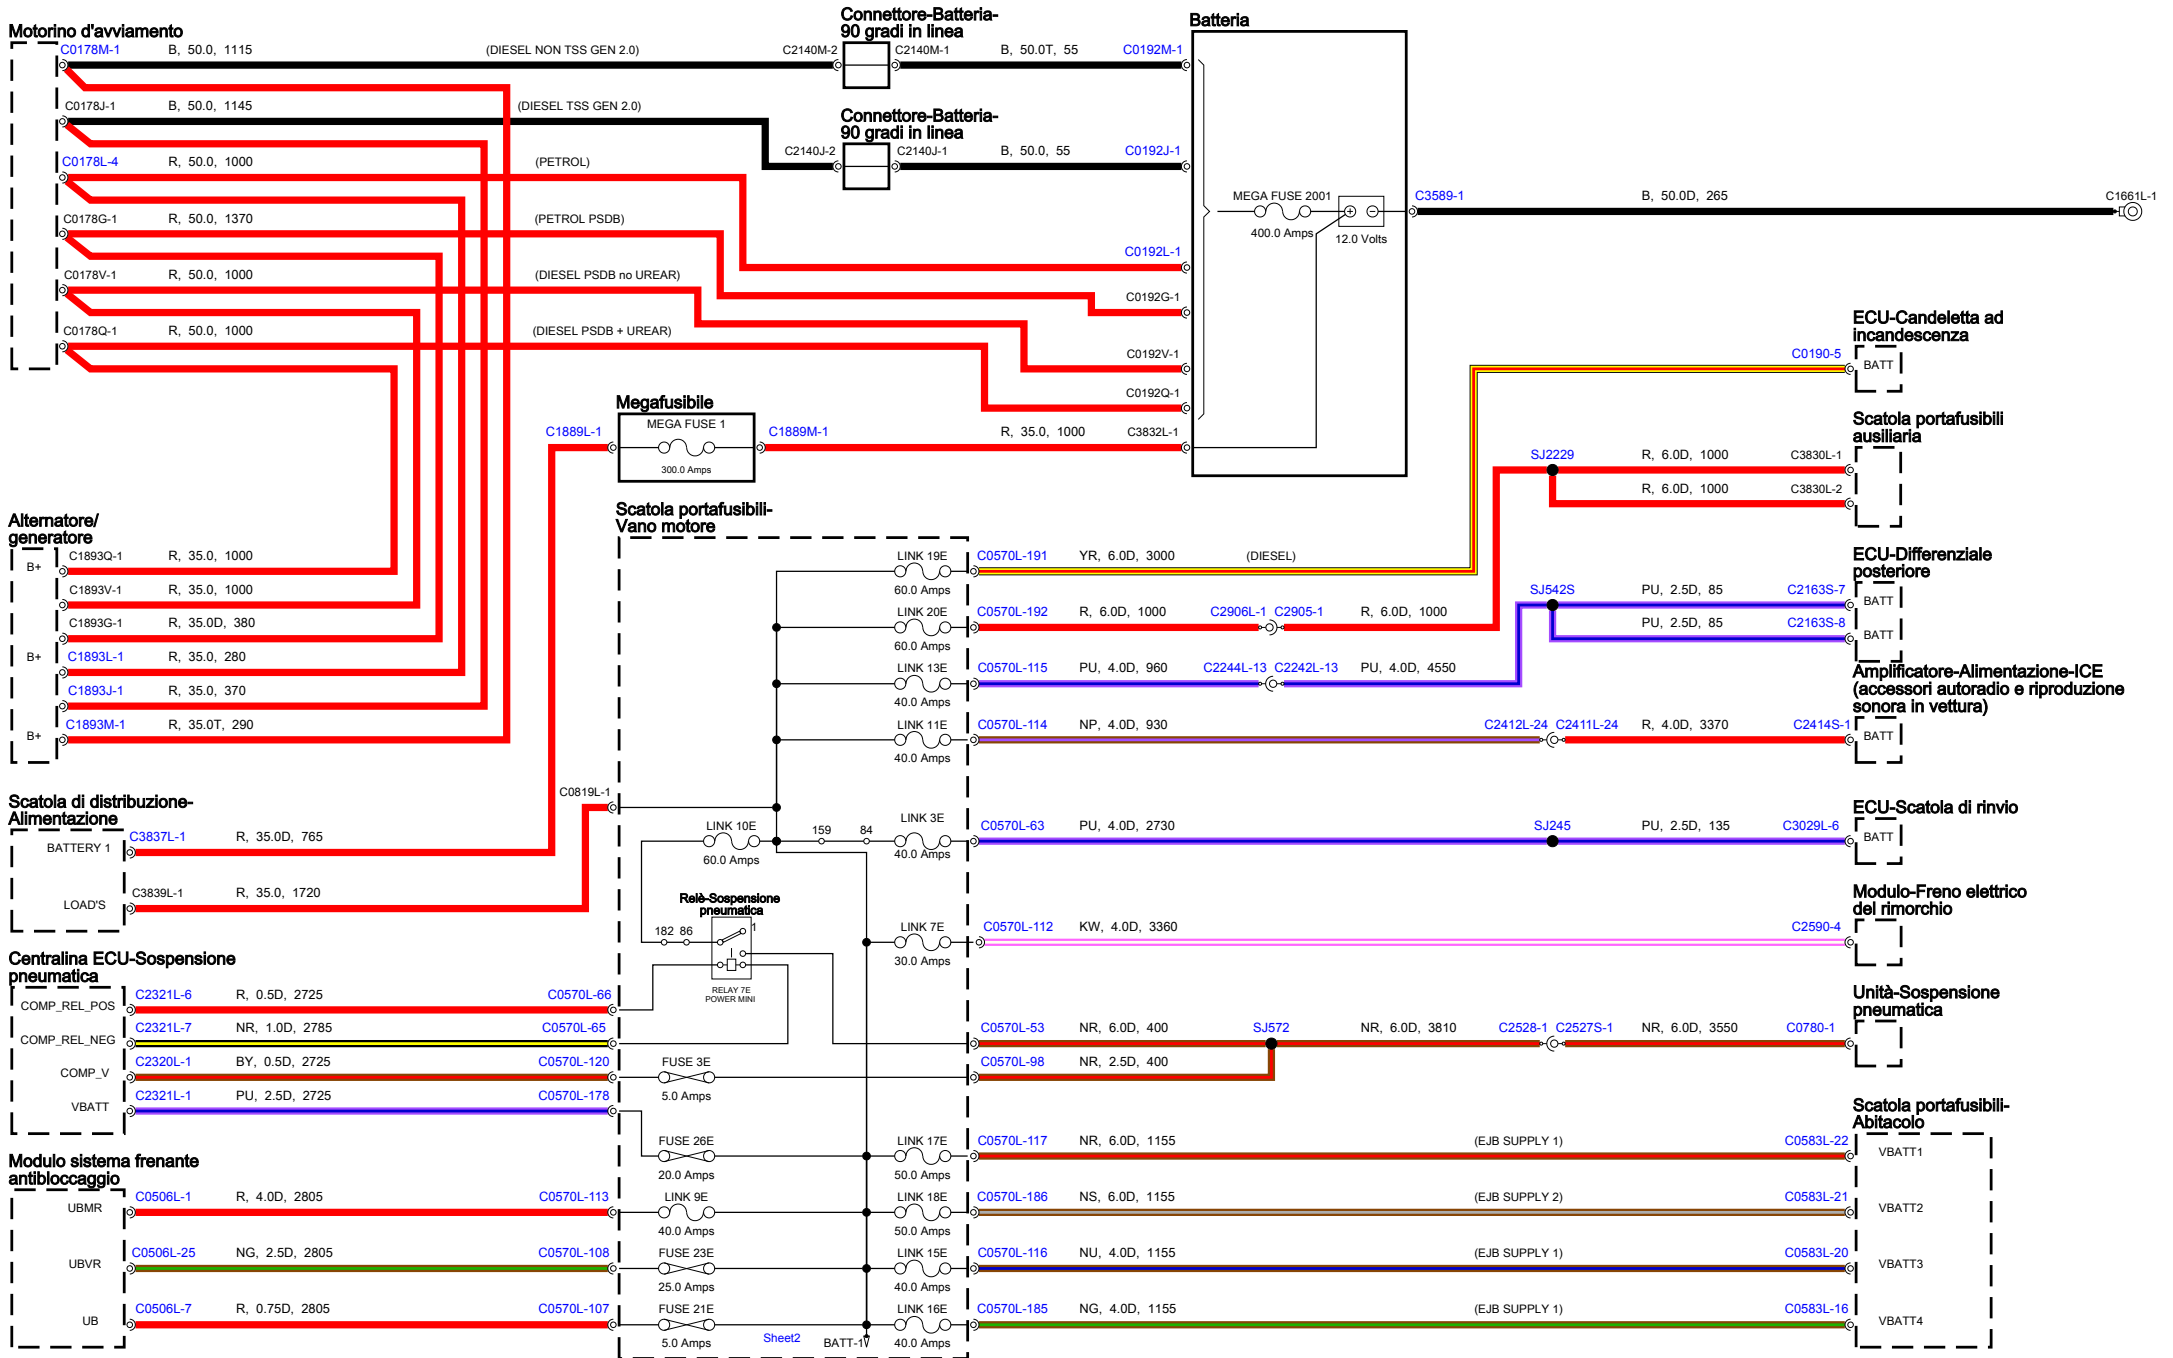 Motorino d'avviamento
C0178M-1 B, 50.0, 1115 (DIESEL NON TSS GEN 2.0)
C0178J-1 B, 50.0, 1145 (DIESEL TSS GEN 2.0)
C0178L-4 R, 50.0, 1000 (PETROL)
C0178G-1 R, 50.0, 1370 (PETROL PSDB)
C0178V-1 R, 50.0, 1000 (DIESEL PSDB no UREAR)
C0178Q-1 R, 50.0, 1000 (DIESEL PSDB + UREAR)
Connettore-Batteria-
90 gradi in linea
C2140M-2 C2140M-1 B, 50.0T, 55 C0192M-1
Connettore-Batteria-
90 gradi in linea
C2140J-2 C2140J-1 B, 50.0, 55 C0192J-1
Batteria
MEGA FUSE 2001
400.0 Amps
12.0 Volts
C0192L-1
C0192G-1
C0192V-1
C0192Q-1
C3832L-1
C3589-1 B, 50.0D, 265 C1661L-1
Megafusibile
MEGA FUSE 1
300.0 Amps
C1889L-1 C1889M-1 R, 35.0, 1000
Alternatore/
generatore
B+ C1893Q-1 R, 35.0, 1000
C1893V-1 R, 35.0, 1000
C1893G-1 R, 35.0D, 380
B+ C1893L-1 R, 35.0, 280
C1893J-1 R, 35.0, 370
B+ C1893M-1 R, 35.0T, 290
Scatola di distribuzione-
Alimentazione
BATTERY 1 C3837L-1 R, 35.0D, 765
LOAD'S C3839L-1 R, 35.0, 1720
C0819L-1
Centralina ECU-Sospensione
pneumatica
COMP_REL_POS C2321L-6 R, 0.5D, 2725 C0570L-66
COMP_REL_NEG C2321L-7 NR, 1.0D, 2785 C0570L-65
COMP_V C2320L-1 BY, 0.5D, 2725 C0570L-120
VBATT C2321L-1 PU, 2.5D, 2725 C0570L-178
Modulo sistema frenante
antibloccaggio
UBMR C0506L-1 R, 4.0D, 2805 C0570L-113
UBVR C0506L-25 NG, 2.5D, 2805 C0570L-108
UB C0506L-7 R, 0.75D, 2805 C0570L-107
Scatola portafusibili-
Vano motore
LINK 19E
60.0 Amps
LINK 20E
60.0 Amps
LINK 13E
40.0 Amps
LINK 11E
40.0 Amps
LINK 10E
60.0 Amps
159 84
LINK 3E
40.0 Amps
Relè-Sospensione
pneumatica
182 86 1
RELAY 7E
POWER MINI
LINK 7E
30.0 Amps
FUSE 3E
5.0 Amps
FUSE 26E
20.0 Amps
LINK 17E
50.0 Amps
LINK 9E
40.0 Amps
LINK 18E
50.0 Amps
FUSE 23E
25.0 Amps
LINK 15E
40.0 Amps
FUSE 21E
5.0 Amps
LINK 16E
40.0 Amps
Sheet2
BATT-1
C0570L-191 YR, 6.0D, 3000 (DIESEL) C0190-5
C0570L-192 R, 6.0D, 1000 C2906L-1 C2905-1 R, 6.0D, 1000
SJ2229 R, 6.0D, 1000 C3830L-1
R, 6.0D, 1000 C3830L-2
C0570L-115 PU, 4.0D, 960 C2244L-13 C2242L-13 PU, 4.0D, 4550
SJ542S PU, 2.5D, 85 C2163S-7
PU, 2.5D, 85 C2163S-8
C0570L-114 NP, 4.0D, 930 C2412L-24 C2411L-24 R, 4.0D, 3370 C2414S-1
C0570L-63 PU, 4.0D, 2730 SJ245 PU, 2.5D, 135 C3029L-6
C0570L-112 KW, 4.0D, 3360 C2590-4
C0570L-53 NR, 6.0D, 400 SJ572 NR, 6.0D, 3810 C2528-1 C2527S-1 NR, 6.0D, 3550 C0780-1
C0570L-98 NR, 2.5D, 400
C0570L-117 NR, 6.0D, 1155 (EJB SUPPLY 1) C0583L-22
C0570L-186 NS, 6.0D, 1155 (EJB SUPPLY 2) C0583L-21
C0570L-116 NU, 4.0D, 1155 (EJB SUPPLY 1) C0583L-20
C0570L-185 NG, 4.0D, 1155 (EJB SUPPLY 1) C0583L-16
ECU-Candeletta ad
incandescenza
BATT
Scatola portafusibili
ausiliaria
ECU-Differenziale
posteriore
BATT
BATT
Amplificatore-Alimentazione-ICE
(accessori autoradio e riproduzione
sonora in vettura)
BATT
ECU-Scatola di rinvio
BATT
Modulo-Freno elettrico
del rimorchio
Unità-Sospensione
pneumatica
Scatola portafusibili-
Abitacolo
VBATT1
VBATT2
VBATT3
VBATT4